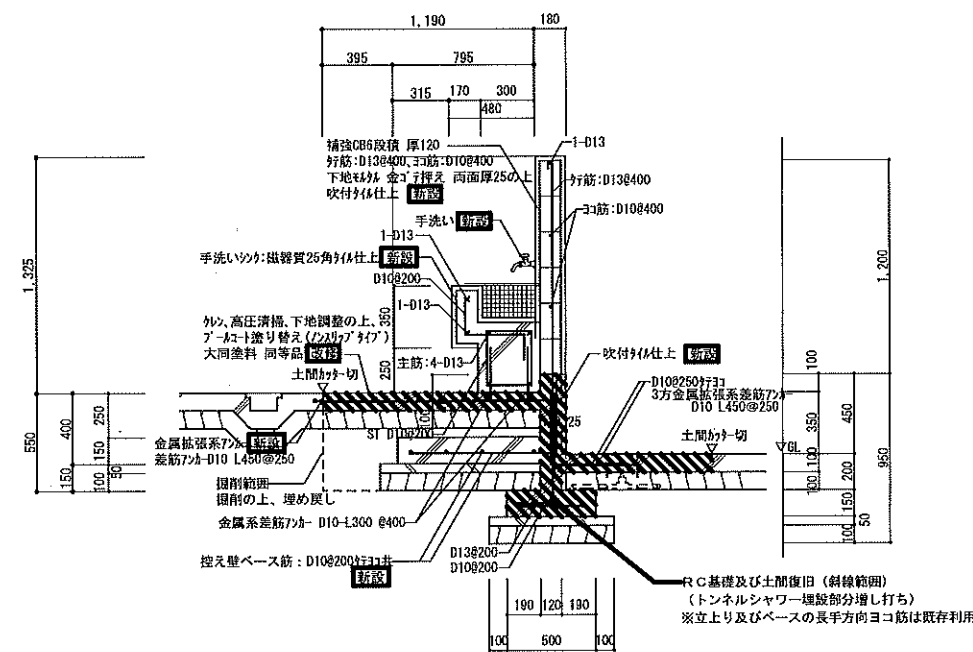 1,190
180
395
795
315
170
300
480
補強CB6段積 厚120
タテ筋:D13@400、ヨコ筋:D10@400
下地モルタル 金ゴテ押え 両面厚25の上
吹付タイル仕上 新設
1-D13
タテ筋:D13@400
ヨコ筋:D10@400
手洗い 新設
1-D13
手洗いシンク:磁器質25角タイル仕上 新設
D10@200
1-D13
1,325
1,200
350
250
ケレン、高圧清掃、下地調整の上、
プールコート塗り替え(ノンスリップタイプ)
大同塗料 同等品 改修
主筋:4-D13
土間カッター切
吹付タイル仕上 新設
D10@250タテヨコ
3方金属拡張系差筋アンカー
D10 L450@250
土間カッター切
GL
100
25
ST D10@200
550
400
150
250
150
100
50
金属拡張系アンカー 新設
差筋アンカーD10 L450@250
掘削範囲
掘削の上、埋め戻し
金属系差筋アンカー D10-L300 @400
控え壁ベース筋:D10@200タテヨコ共
新設
D13@200
D10@200
100
350
100
100
450
200
150
100
50
950
RC基礎及び土間復旧(斜線範囲)
(トンネルシャワー埋設部分増し打ち)
※立上り及びベースの長手方向ヨコ筋は既存利用
190
120
190
100
500
100